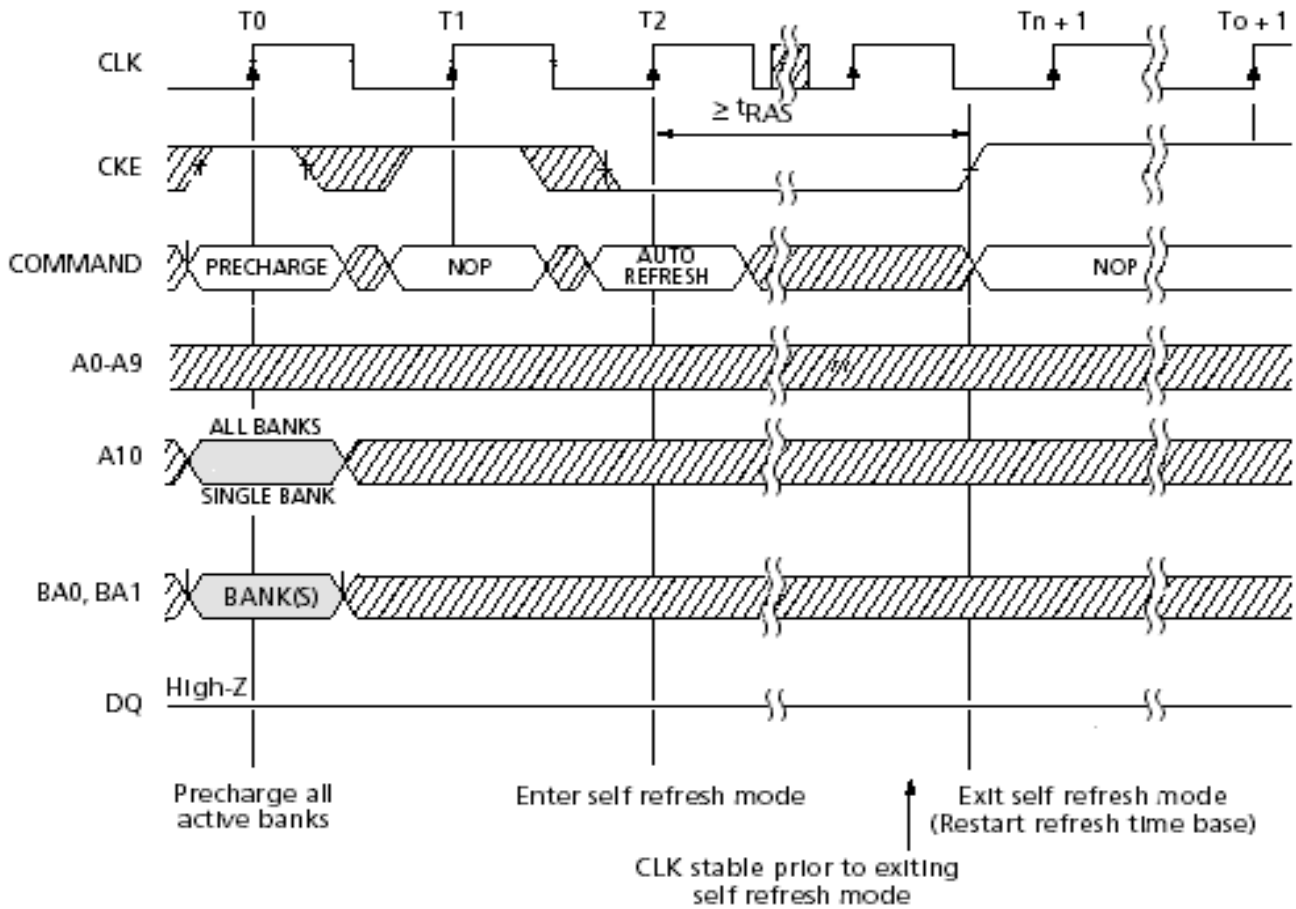 T0 T1 T2 Tn + 1 To + 1
CLK
≥ tRAS
CKE
COMMAND PRECHARGE NOP AUTO REFRESH NOP
A0-A9
ALL BANKS
A10
SINGLE BANK
BA0, BA1 BANK(S)
High-Z
DQ
Precharge all
active banks
Enter self refresh mode
Exit self refresh mode
(Restart refresh time base)
CLK stable prior to exiting
self refresh mode